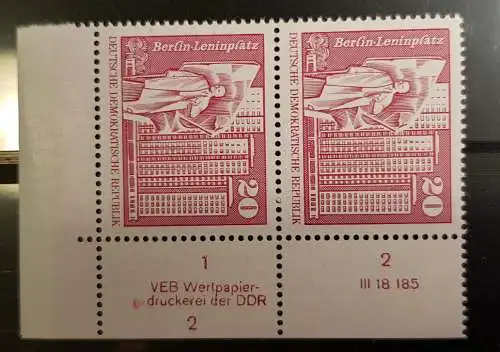 Berlin-Leninplatz
DEUTSCHE DEMOKRATISCHE REPUBLIK
20
Berlin-Leninplatz
DEUTSCHE DEMOKRATISCHE REPUBLIK
20
1
VEB Wertpapier-
druckerei der DDR
2
2
III 18 185